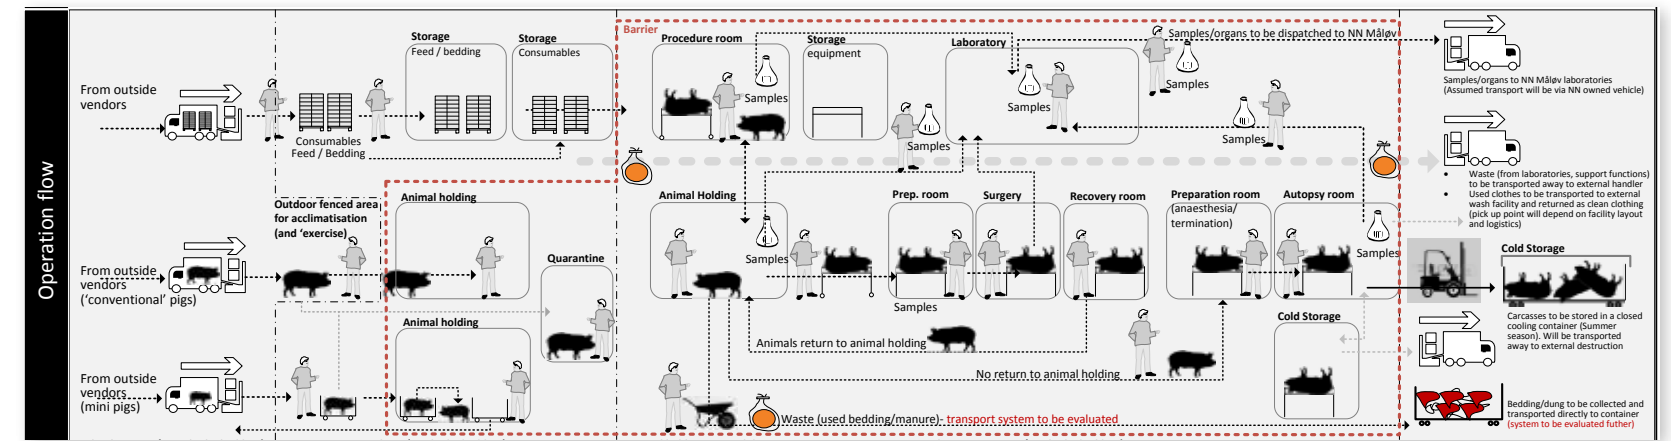 Operation flow
From outside
vendors
Consumables
Feed / Bedding
Storage
Feed / bedding
Storage
Consumables
Barrier
Procedure room
Samples
Storage
equipment
Laboratory
Samples
Samples
Samples/organs to be dispatched to NN Måløv
Samples
Samples
Samples/organs to NN Måløv laboratories
(Assumed transport will be via NN owned vehicle)
• Waste (from laboratories, support functions)
to be transported away to external handler
• Used clothes to be transported to external
wash facility and returned as clean clothing
(pick up point will depend on facility layout
and logistics)
From outside
vendors
('conventional' pigs)
Outdoor fenced area
for acclimatisation
(and 'exercise)
Animal holding
Quarantine
Animal Holding
Samples
Prep. room
Samples
Surgery
Recovery room
Preparation room
(anaesthesia/
termination)
Autopsy room
Samples
Cold Storage
Carcasses to be stored in a closed
cooling container (Summer
season). Will be transported
away to external destruction
From outside
vendors
(mini pigs)
Animal holding
Animals return to animal holding
No return to animal holding
Cold Storage
Waste (used bedding/manure)- transport system to be evaluated
Bedding/dung to be collected and
transported directly to container
(system to be evaluated futher)